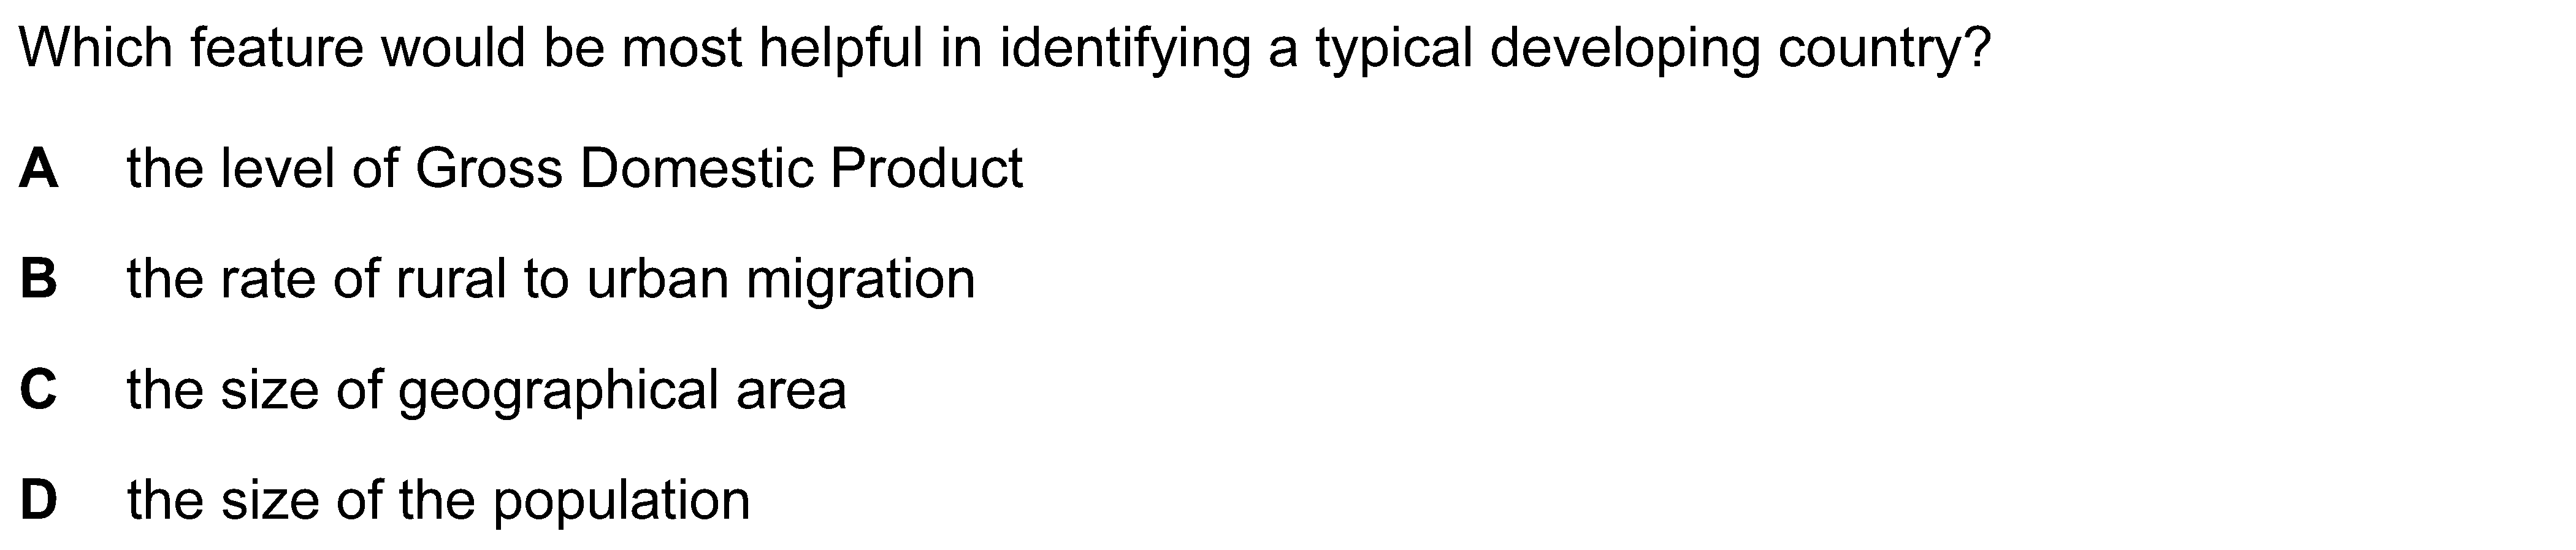 Which feature would be most helpful in identifying a typical developing country?
A the level of Gross Domestic Product
B the rate of rural to urban migration
C the size of geographical area
D the size of the population